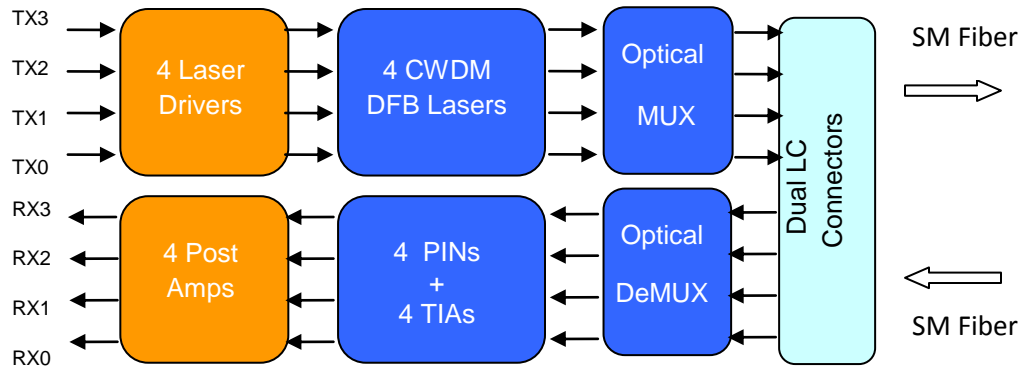 TX3
TX2
TX1
TX0
4 Laser
Drivers
4 CWDM
DFB Lasers
Optical
MUX
Dual LC
Connectors
SM Fiber
RX3
RX2
RX1
RX0
4 Post
Amps
4 PINs
+
4 TIAs
Optical
DeMUX
SM Fiber